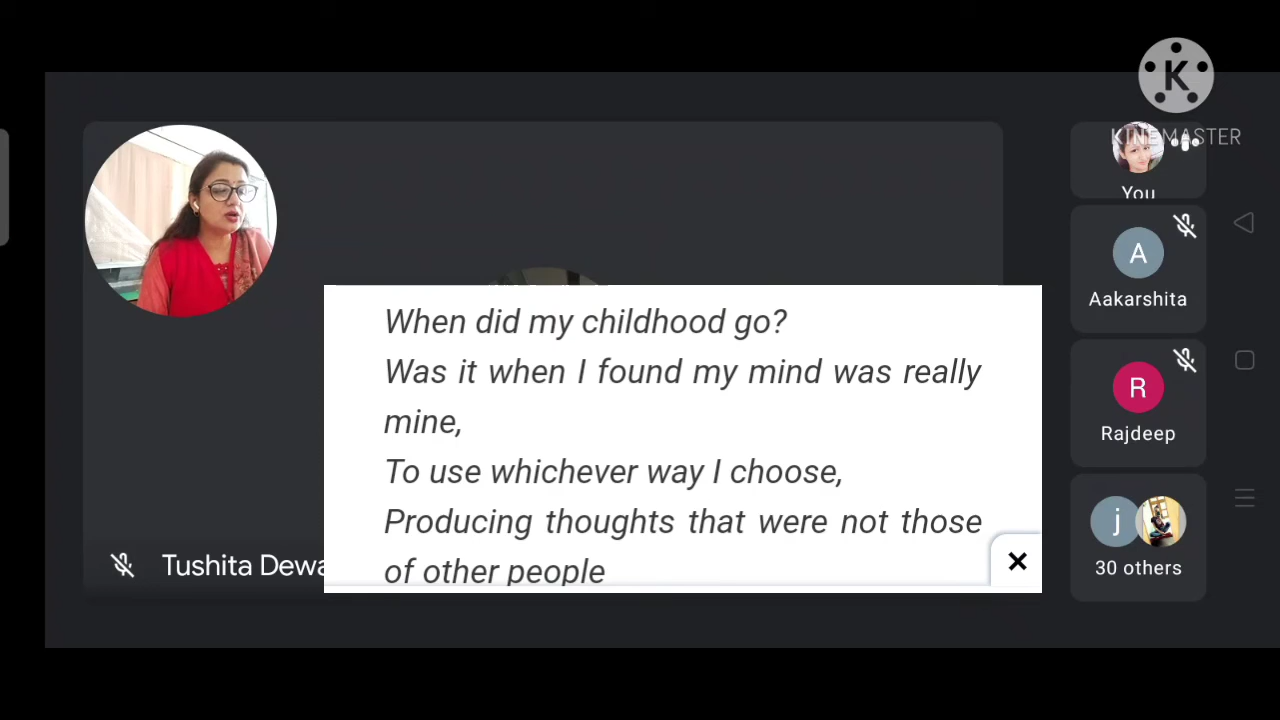 K
KINEMASTER
You
When did my childhood go?
Was it when I found my mind was really
mine,
To use whichever way I choose,
Producing thoughts that were not those
of other people
Tushita Dewa
A
Aakarshita
R
Rajdeep
j
30 others